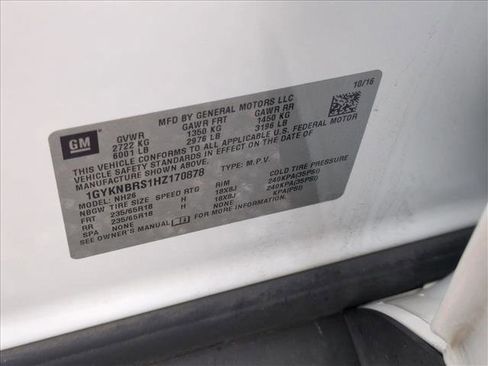 10/16
MFD BY GENERAL MOTORS LLC
GM
GVWR GAWR FRT GAWR RR
2722 KG 1350 KG 1450 KG
6001 LB 2976 LB 3196 LB
THIS VEHICLE CONFORMS TO ALL APPLICABLE U.S. FEDERAL MOTOR
VEHICLE SAFETY STANDARDS IN EFFECT ON THE DATE OF
MANUFACTURE SHOWN ABOVE.
1GYKNBRS1HZ170878 TYPE: M.P.V.
MODEL: NH26
NBGW TIRE SIZE SPEED RTG RIM COLD TIRE PRESSURE
FRT 235/65R18 H 18X8J 240KPA(35PSI)
RR 235/65R18 H 18X8J 240KPA(35PSI)
SPA NONE NONE KPA(PSI)
SEE OWNER'S MANUAL